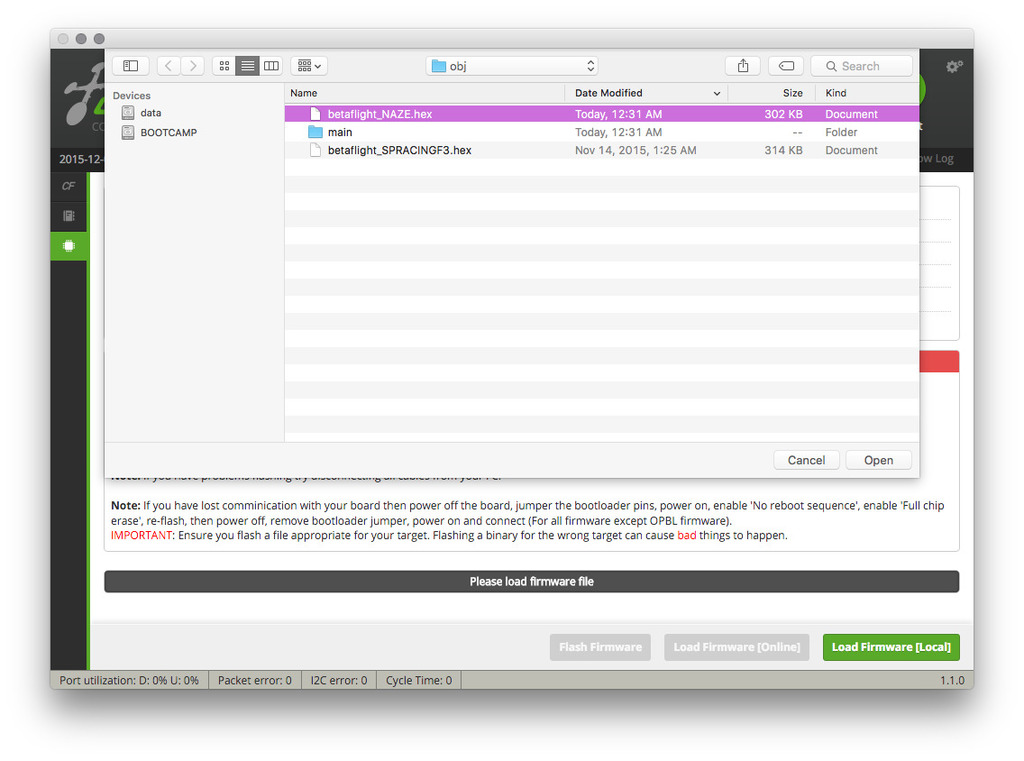 obj
Search
Devices
data
BOOTCAMP
Name
Date Modified
Size
Kind
betaflight_NAZE.hex
Today, 12:31 AM
302 KB
Document
main
Today, 12:31 AM
--
Folder
betaflight_SPRACINGF3.hex
Nov 14, 2015, 1:25 AM
314 KB
Document
2015-12-
Log
CF
Cancel
Open
Note: If you have problems flashing try disconnecting all cables from your PC.
Note: If you have lost comminication with your board then power off the board, jumper the bootloader pins, power on, enable 'No reboot sequence', enable 'Full chip
erase', re-flash, then power off, remove bootloader jumper, power on and connect (For all firmware except OPBL firmware).
IMPORTANT: Ensure you flash a file appropriate for your target. Flashing a binary for the wrong target can cause bad things to happen.
Please load firmware file
Flash Firmware
Load Firmware [Online]
Load Firmware [Local]
Port utilization: D: 0% U: 0%
Packet error: 0
I2C error: 0
Cycle Time: 0
1.1.0